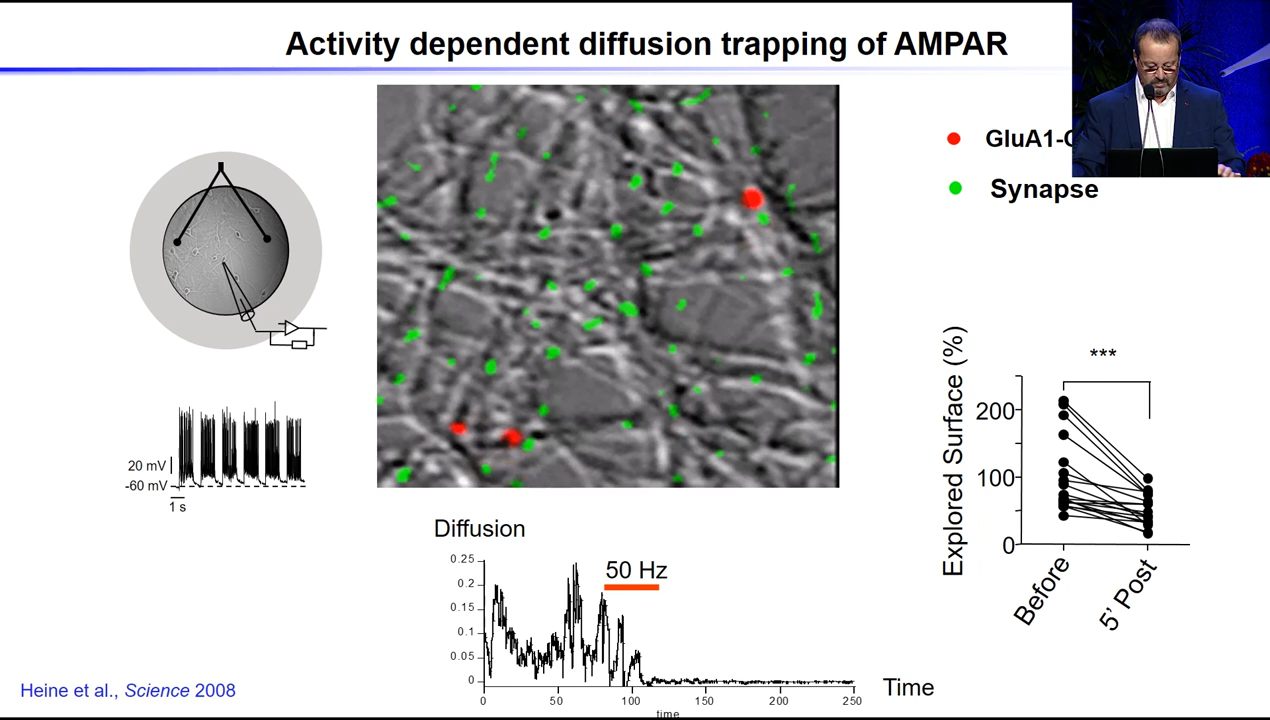 Activity dependent diffusion trapping of AMPAR
GluA1-
Synapse
20 mV
-60 mV
1 s
Explored Surface (%)
***
200
100
0
Before
5’ Post
Diffusion
50 Hz
0.25
0.2
0.15
0.1
0.05
0
0 50 100 150 200 250
time
Time
Heine et al., Science 2008